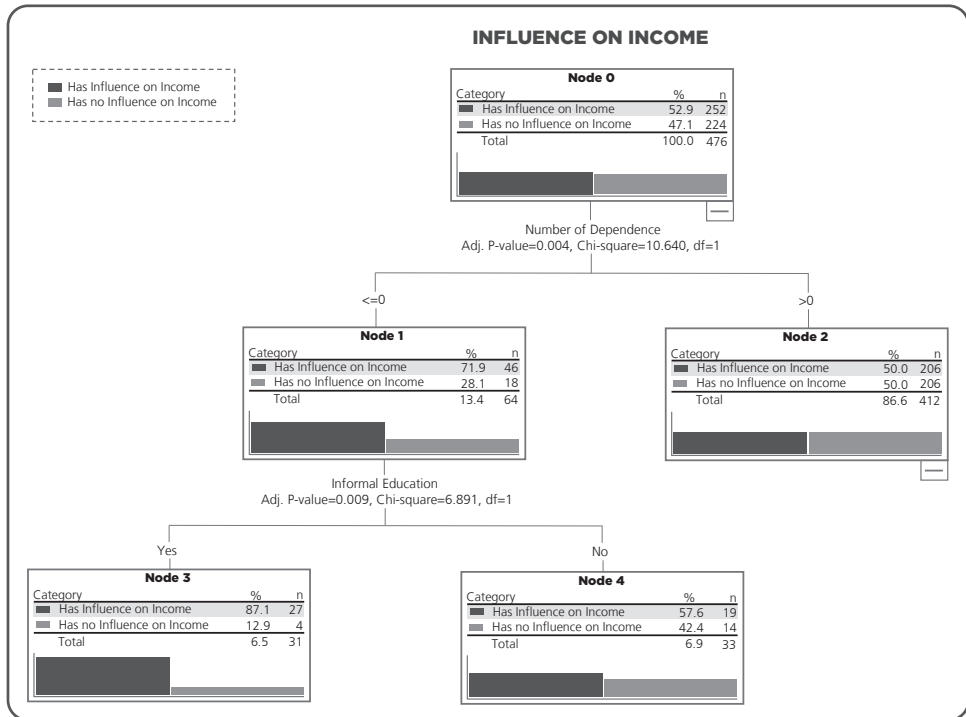 INFLUENCE ON INCOME
Has Influence on Income
Has no Influence on Income
Node 0
Category % n
Has Influence on Income 52.9 252
Has no Influence on Income 47.1 224
Total 100.0 476
Number of Dependence
Adj. P-value=0.004, Chi-square=10.640, df=1
<=0
>0
Node 1
Category % n
Has Influence on Income 71.9 46
Has no Influence on Income 28.1 18
Total 13.4 64
Node 2
Category % n
Has Influence on Income 50.0 206
Has no Influence on Income 50.0 206
Total 86.6 412
Informal Education
Adj. P-value=0.009, Chi-square=6.891, df=1
Yes
No
Node 3
Category % n
Has Influence on Income 87.1 27
Has no Influence on Income 12.9 4
Total 6.5 31
Node 4
Category % n
Has Influence on Income 57.6 19
Has no Influence on Income 42.4 14
Total 6.9 33